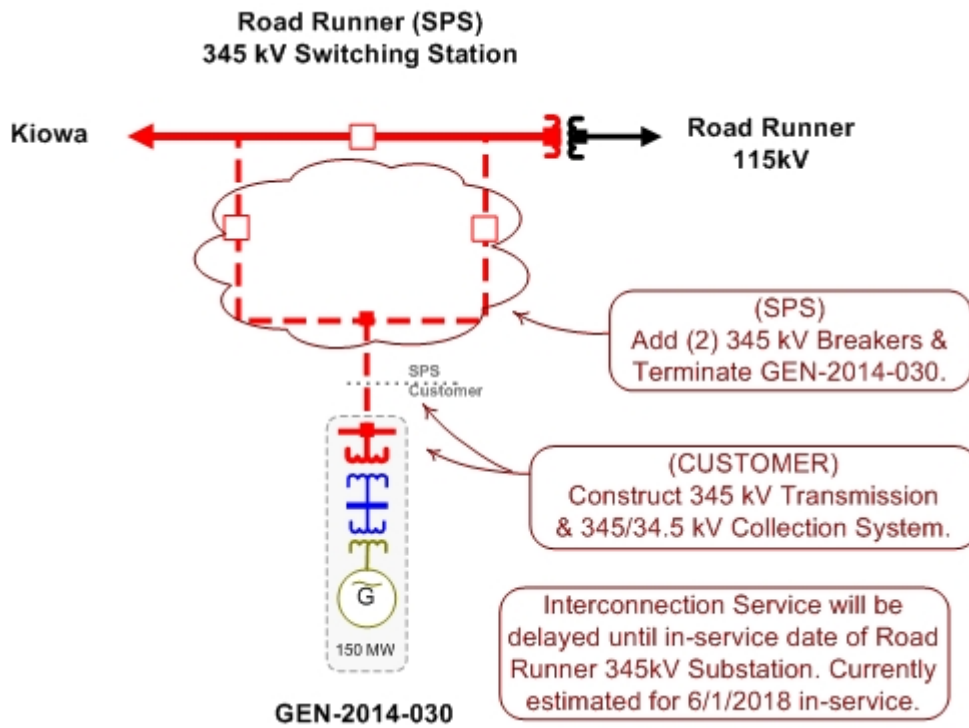 Road Runner (SPS)
345 kV Switching Station
Kiowa
Road Runner
115kV
(SPS)
Add (2) 345 kV Breakers &
Terminate GEN-2014-030.
SPS
Customer
(CUSTOMER)
Construct 345 kV Transmission
& 345/34.5 kV Collection System.
G
150 MW
Interconnection Service will be
delayed until in-service date of Road
Runner 345kV Substation. Currently
estimated for 6/1/2018 in-service.
GEN-2014-030